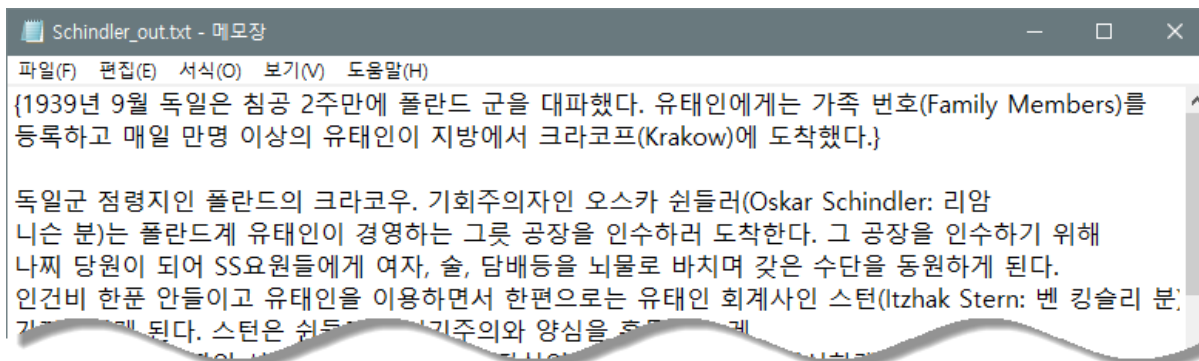 Schindler_out.txt - 메모장
파일(F) 편집(E) 서식(O) 보기(V) 도움말(H)
{1939년 9월 독일은 침공 2주만에 폴란드 군을 대파했다. 유태인에게는 가족 번호(Family Members)를
등록하고 매일 만명 이상의 유태인이 지방에서 크라코프(Krakow)에 도착했다.}
독일군 점령지인 폴란드의 크라코우. 기회주의자인 오스카 쉰들러(Oskar Schindler: 리암
니슨 분)는 폴란드계 유태인이 경영하는 그릇 공장을 인수하러 도착한다. 그 공장을 인수하기 위해
나찌 당원이 되어 SS요원들에게 여자, 술, 담배등을 뇌물로 바치며 갖은 수단을 동원하게 된다.
인건비 한푼 안들이고 유태인을 이용하면서 한편으로는 유태인 회계사인 스턴(Itzhak Stern: 벤 킹슬리 분)
된다. 스턴은 양심을